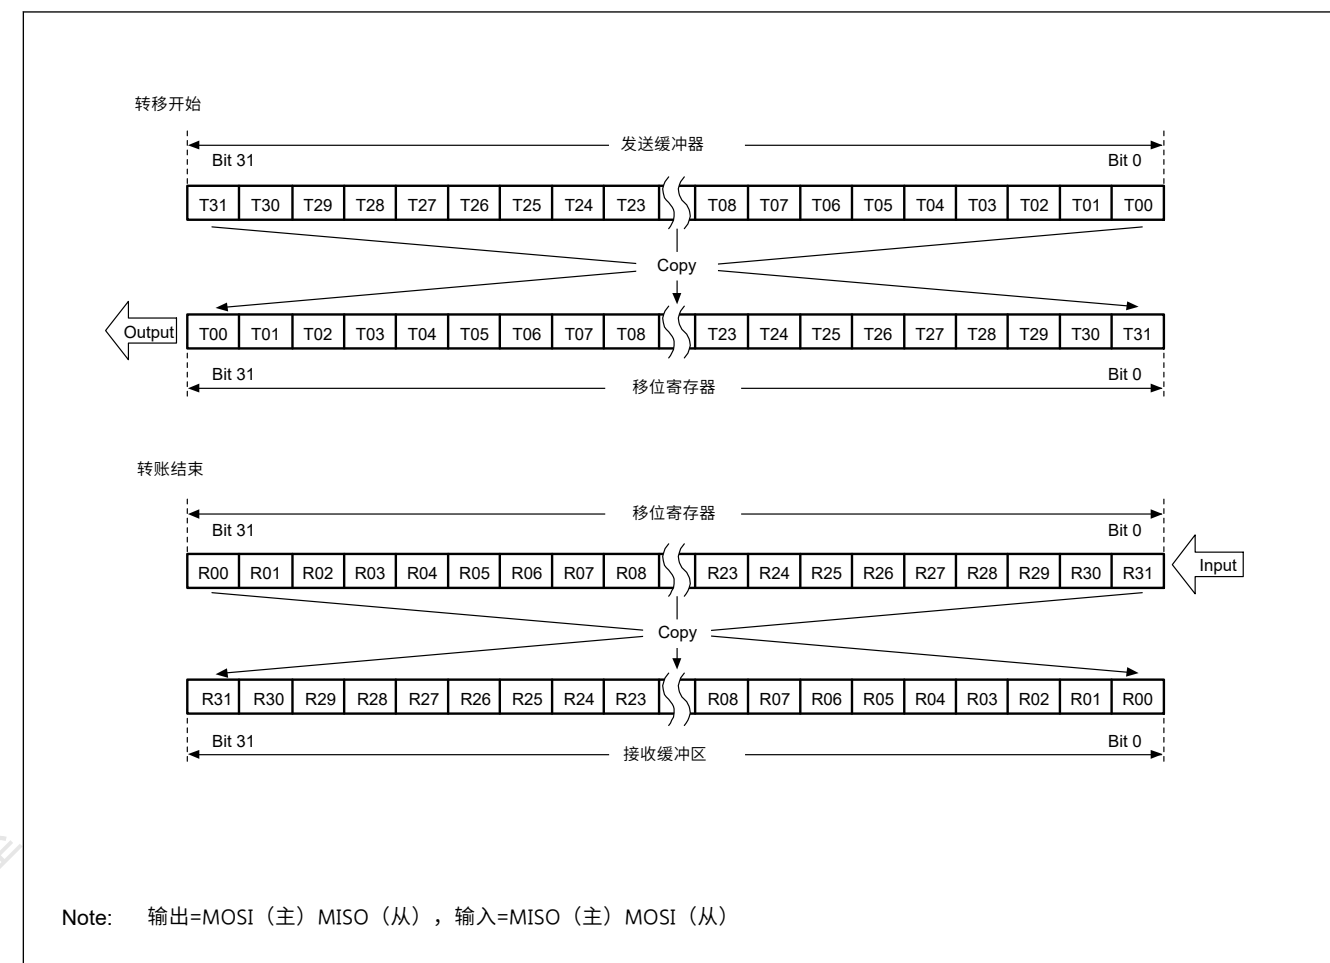 转移开始
发送缓冲器
Bit 31 Bit 0
T31 T30 T29 T28 T27 T26 T25 T24 T23 T08 T07 T06 T05 T04 T03 T02 T01 T00
Copy
Output T00 T01 T02 T03 T04 T05 T06 T07 T08 T23 T24 T25 T26 T27 T28 T29 T30 T31
Bit 31 Bit 0
移位寄存器
转账结束
移位寄存器
Bit 31 Bit 0
R00 R01 R02 R03 R04 R05 R06 R07 R08 R23 R24 R25 R26 R27 R28 R29 R30 R31 Input
Copy
R31 R30 R29 R28 R27 R26 R25 R24 R23 R08 R07 R06 R05 R04 R03 R02 R01 R00
Bit 31 Bit 0
接收缓冲区
Note: 输出=MOSI（主）MISO（从），输入=MISO（主）MOSI（从）